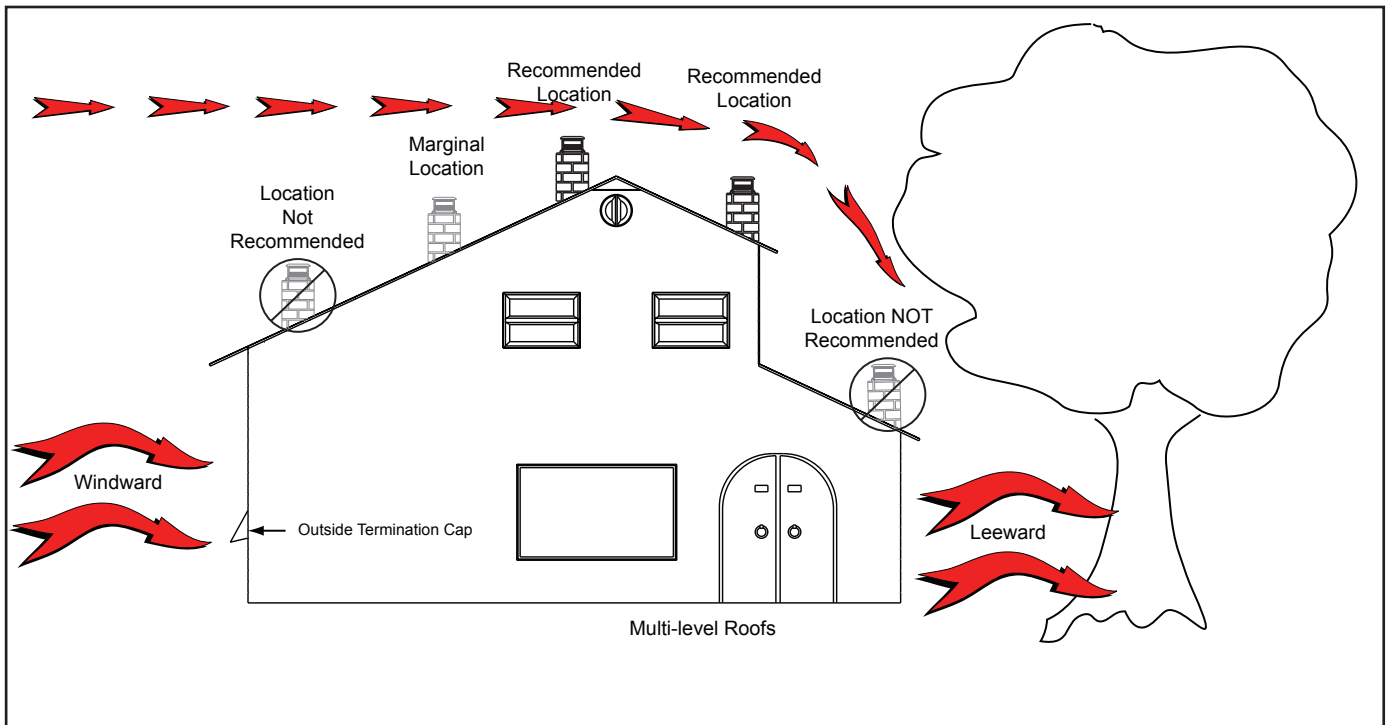 Recommended
Location
Recommended
Location
Marginal
Location
Location
Not
Recommended
Location NOT
Recommended
Windward
Outside Termination Cap
Leeward
Multi-level Roofs